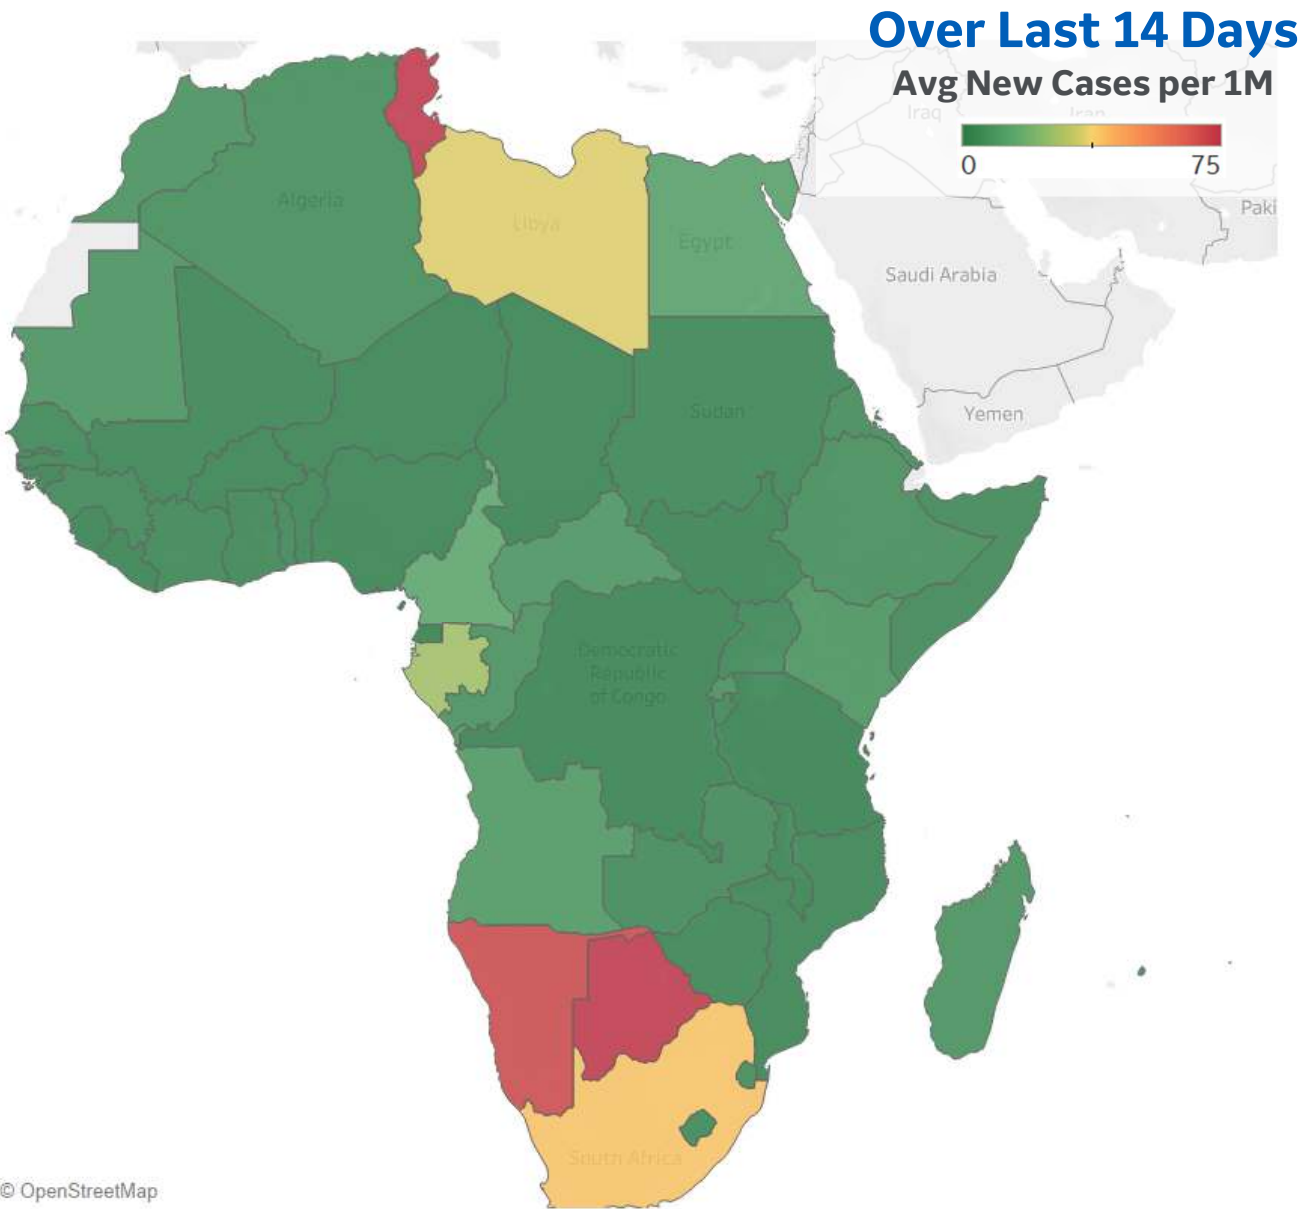 Over Last 14 Days
Avg New Cases per 1M
Iraq
Iran
0
75
Algeria
Libya
Egypt
Paki
Saudi Arabia
Sudan
Yemen
Democratic
Republic
of Congo
South Africa
© OpenStreetMap